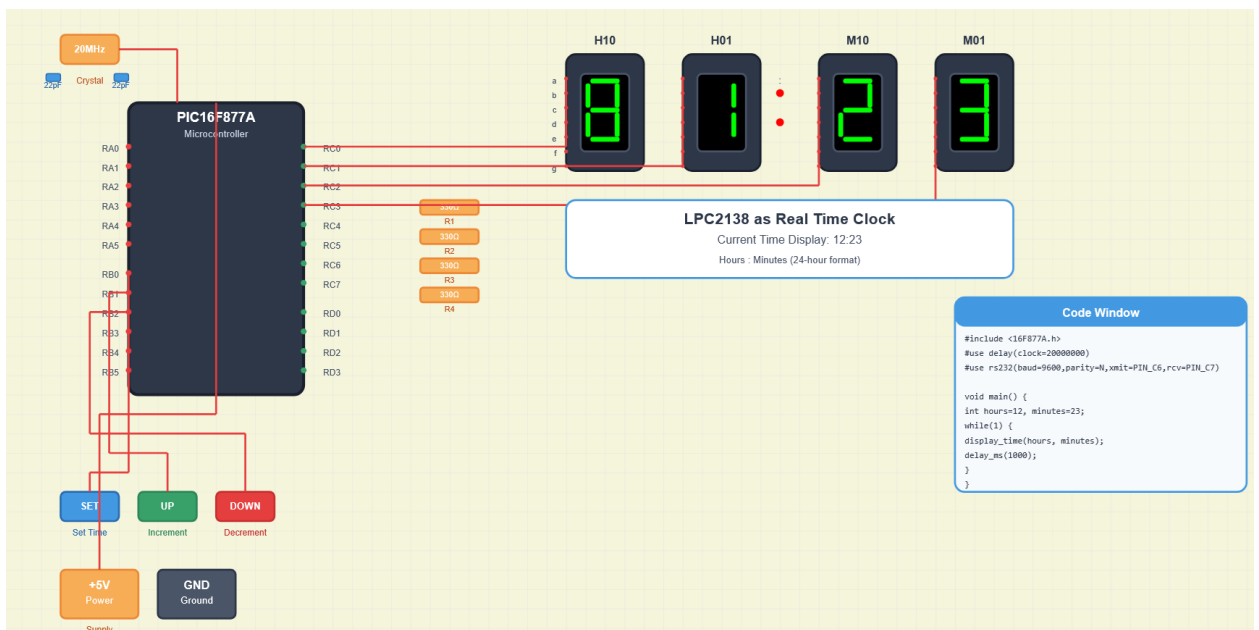 20MHz
22pF
Crystal
22pF
PIC16F877A
Microcontroller
RA0
RA1
RA2
RA3
RA4
RA5
RB0
RB1
RB2
RB3
RB4
RB5
RC0
RC1
RC2
RC3
RC4
RC5
RC6
RC7
RD0
RD1
RD2
RD3
330Ω
R1
330Ω
R2
330Ω
R3
330Ω
R4
H10
H01
M10
M01
a
b
c
d
e
f
g
8
1
:
2
3
LPC2138 as Real Time Clock
Current Time Display: 12:23
Hours : Minutes (24-hour format)
Code Window
#include <16F877A.h>
#use delay(clock=20000000)
#use rs232(baud=9600,parity=N,xmit=PIN_C6,rcv=PIN_C7)
void main() {
int hours=12, minutes=23;
while(1) {
display_time(hours, minutes);
delay_ms(1000);
}
}
SET
Set Time
UP
Increment
DOWN
Decrement
+5V
Power
Supply
GND
Ground